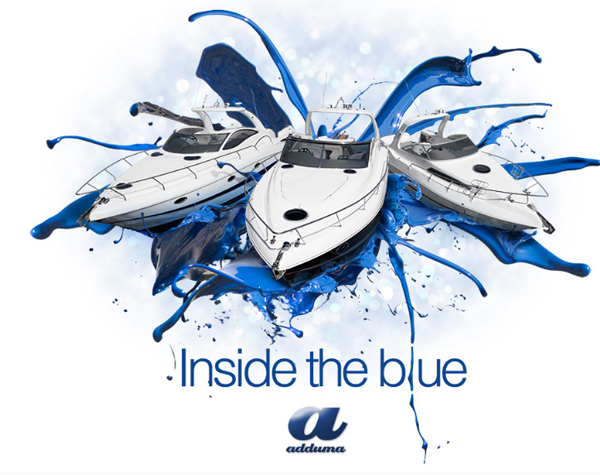 Inside the blue
a
adduma